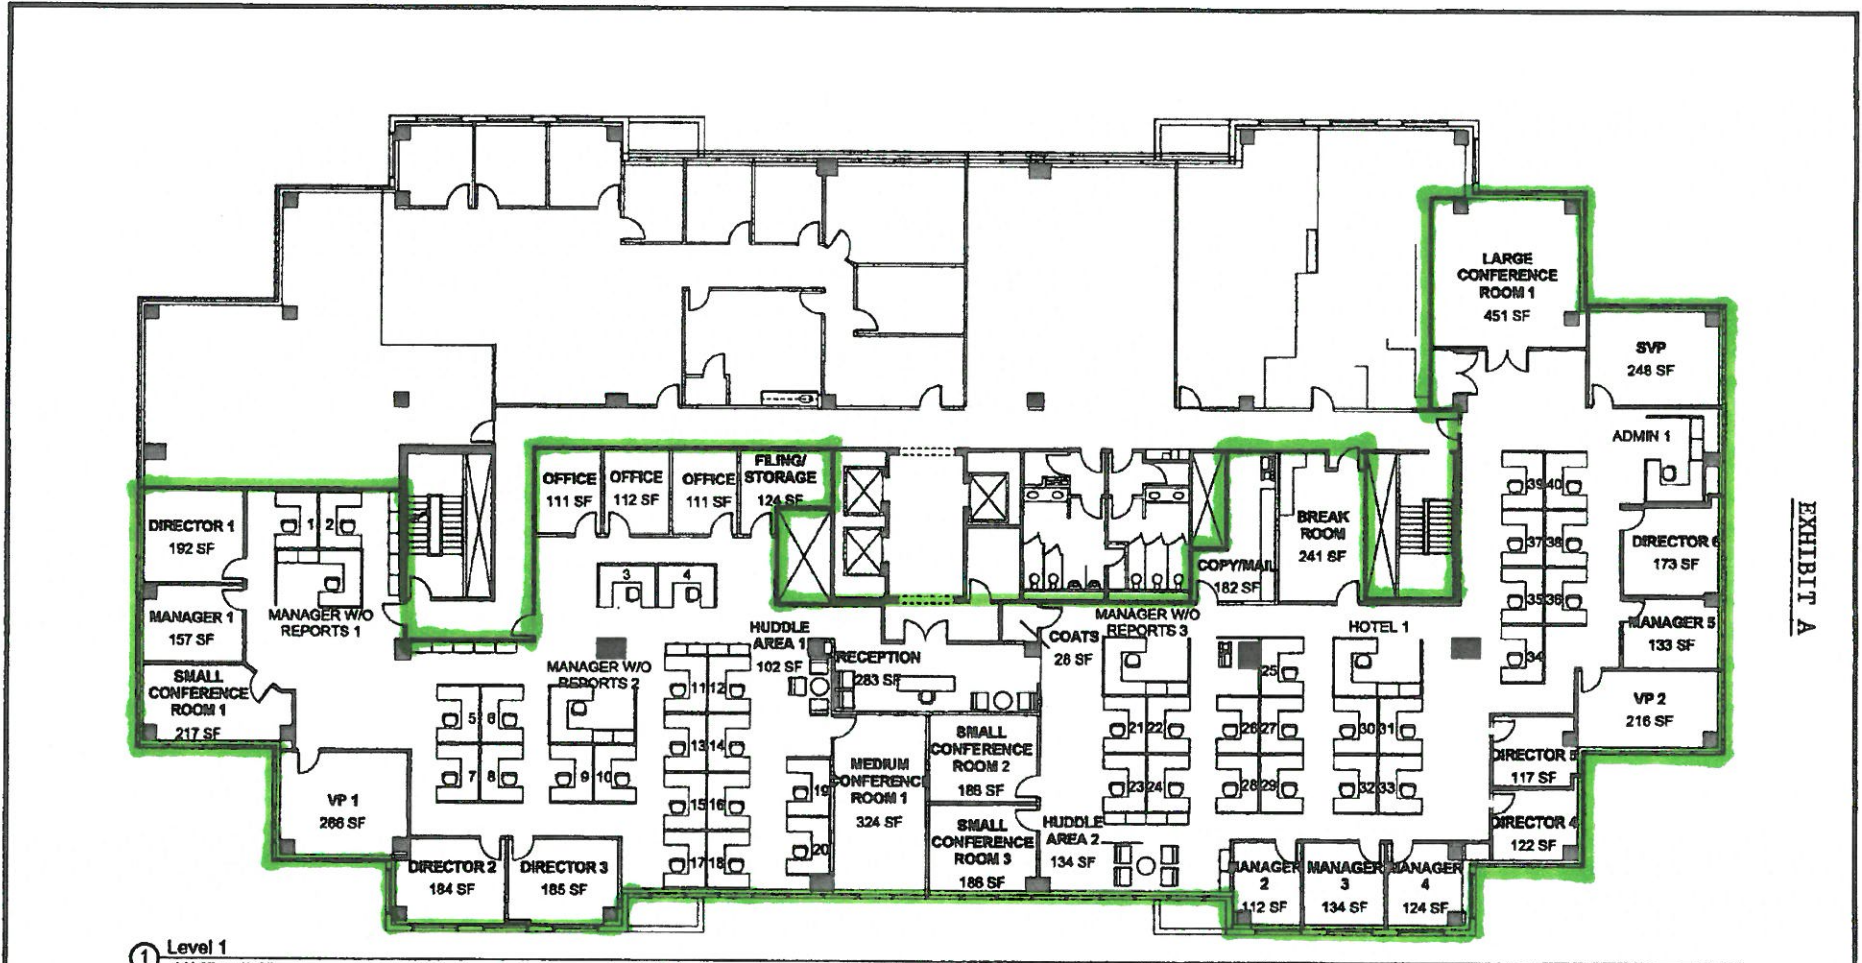 LARGE
CONFERENCE
ROOM 1
451 SF
SVP
248 SF
ADMIN 1
EXHIBIT A
OFFICE
111 SF
OFFICE
112 SF
OFFICE
111 SF
FILING/
STORAGE
124 SF
DIRECTOR 1
192 SF
1
2
MANAGER W/O
REPORTS 1
MANAGER 1
157 SF
SMALL
CONFERENCE
ROOM 1
217 SF
VP 1
3
4
MANAGER W/O
REPORTS 2
HUDDLE
AREA 1
102 SF
RECEPTION
283 SF
COATS
28 SF
MANAGER W/O
REPORTS 3
COPY/MAIL
182 SF
BREAK
ROOM
241 SF
HOTEL 1
39
40
37
38
35
36
34
DIRECTOR 6
173 SF
MANAGER 5
133 SF
VP 2
216 SF
DIRECTOR 5
117 SF
DIRECTOR 4
122 SF
5
6
7
8
9
10
11
12
13
14
15
16
17
18
19
20
MEDIUM
CONFERENCE
ROOM 1
324 SF
SMALL
CONFERENCE
ROOM 2
SMALL
CONFERENCE
ROOM 3
186 SF
HUDDLE
AREA 2
134 SF
21
22
23
24
25
26
27
28
29
30
31
32
33
DIRECTOR 2
184 SF
DIRECTOR 3
185 SF
MANAGER
2
112 SF
MANAGER
3
134 SF
MANAGER
4
124 SF
1
Level 1